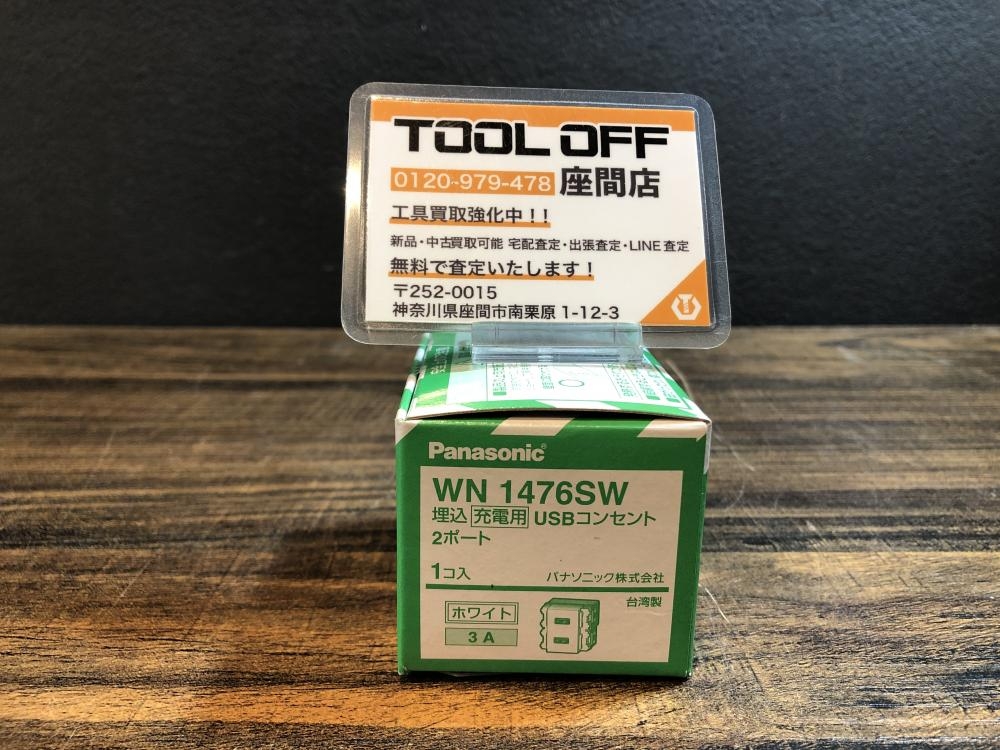 TOOL OFF
0120-979-478 座間店
工具買取強化中!!
新品・中古買取可能 宅配査定・出張査定・LINE査定
無料で査定いたします!
〒252-0015
神奈川県座間市南栗原1-12-3
Panasonic
WN 1476SW
埋込 充電用 USBコンセント
2ポート
1コ入 パナソニック株式会社
台湾製
ホワイト
3A